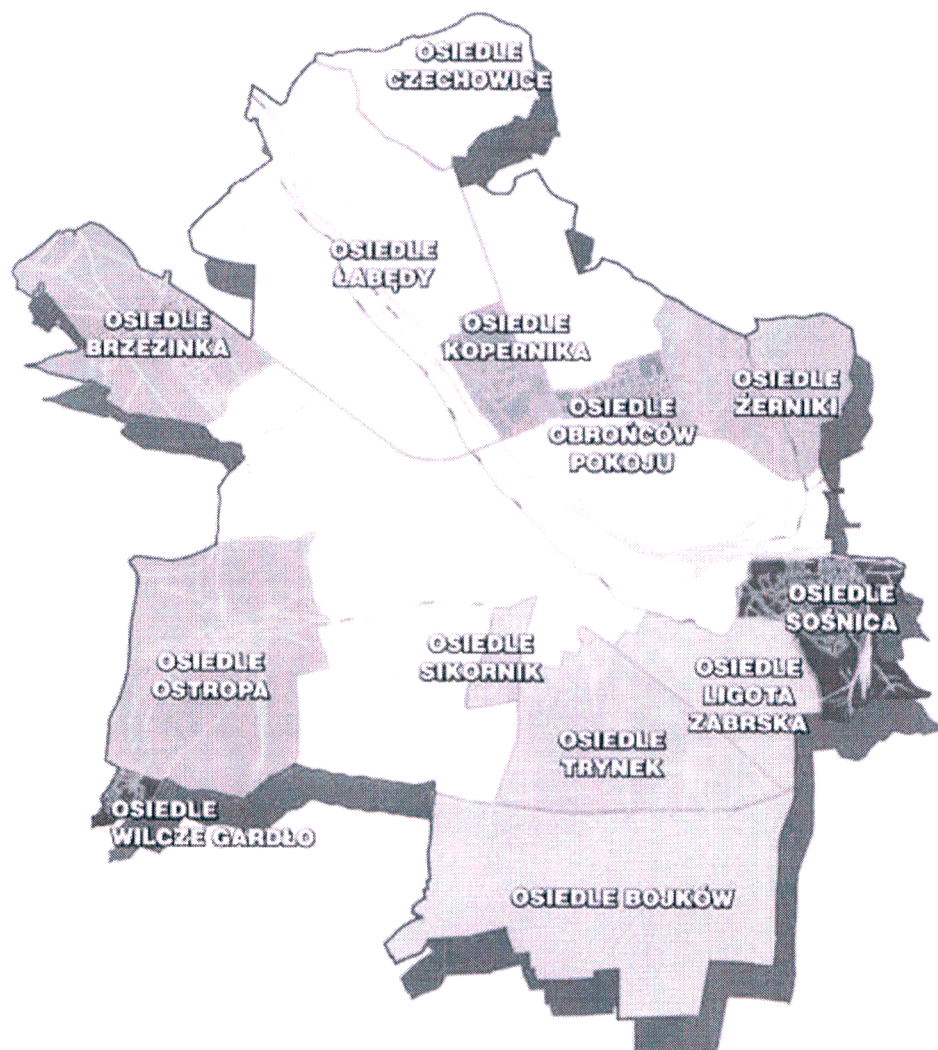 OSIEDLE
CZECHOWICE
OSIEDLE
ŁABĘDY
OSIEDLE
BRZEZINKA
OSIEDLE
KOPERNIKA
OSIEDLE
ŻERNIKI
OSIEDLE
OBROŃCÓW
POKOJU
OSIEDLE
SOŚNICA
OSIEDLE
OSTROPA
OSIEDLE
SIKORNIK
OSIEDLE
LIGOTA
ZABRSKA
OSIEDLE
TRYNEK
OSIEDLE
WILCZE GARDŁO
OSIEDLE BOJKÓW